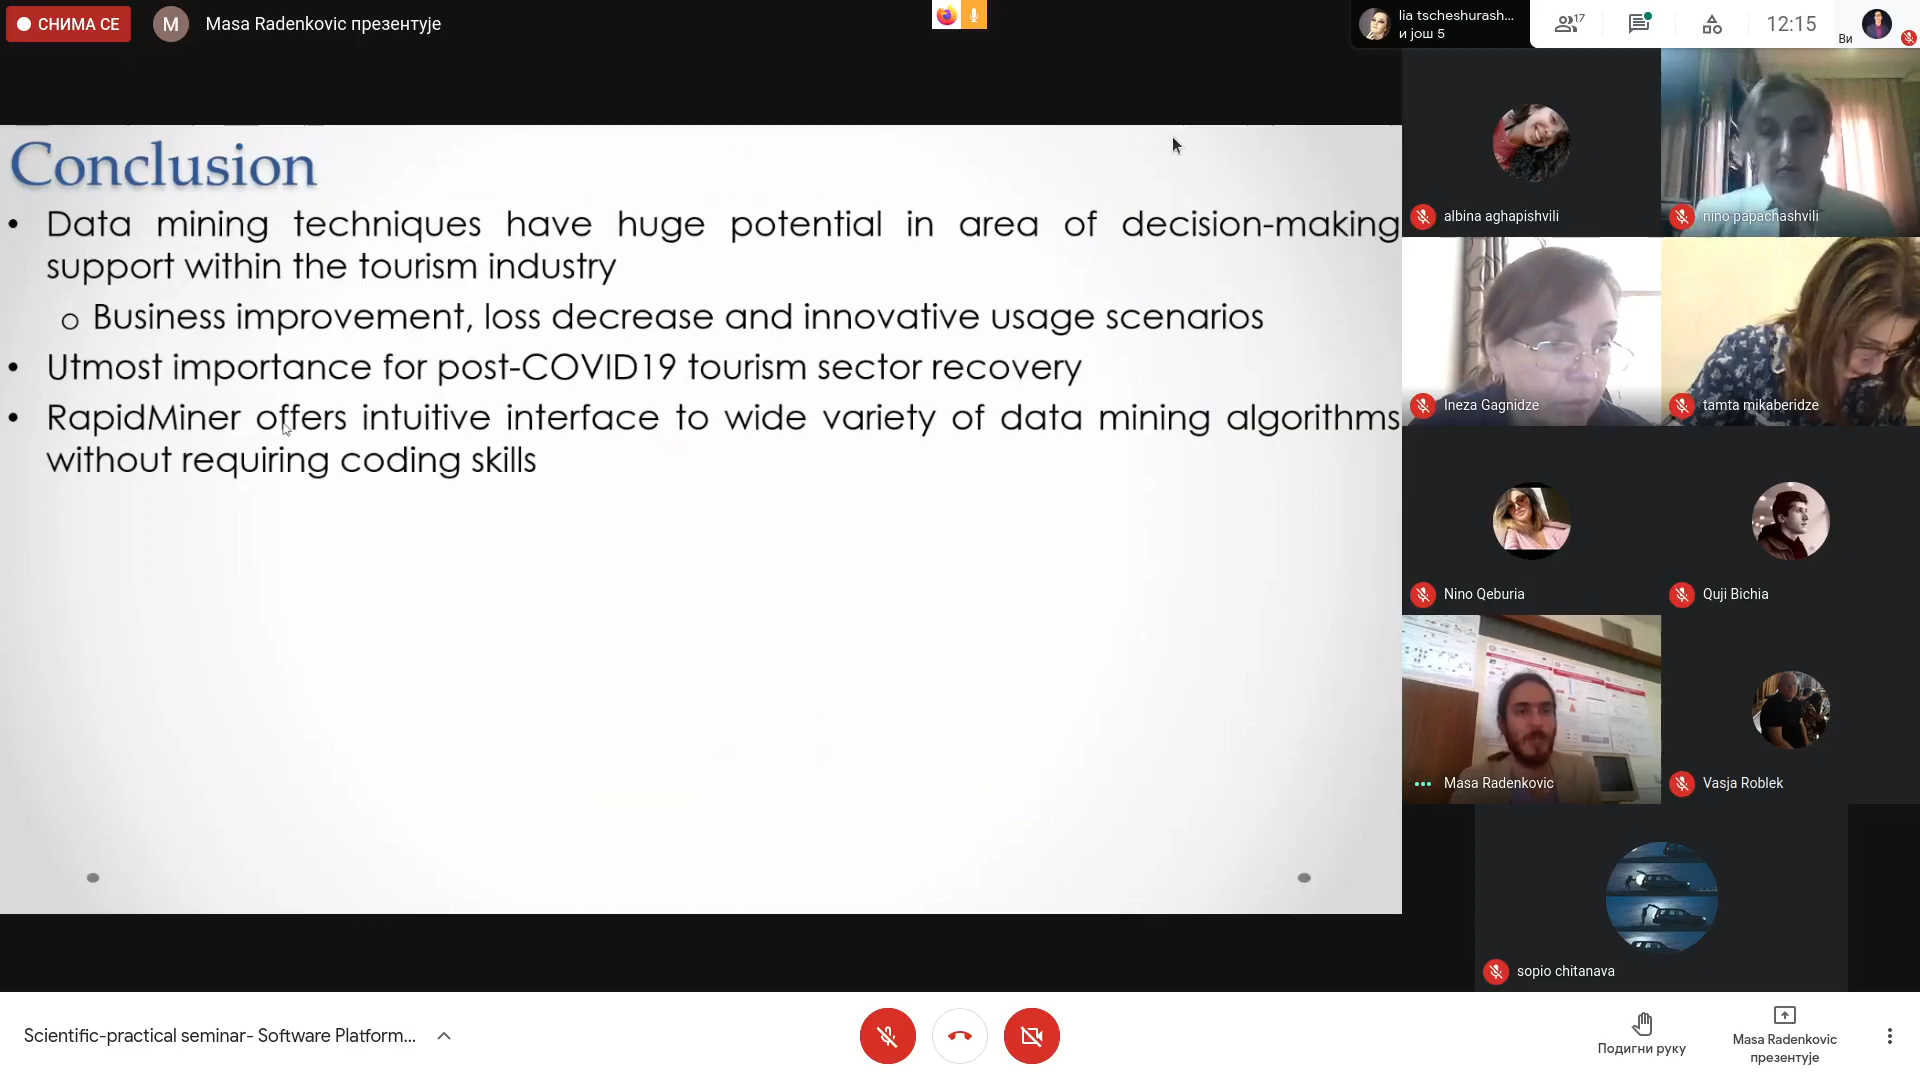 СНИМА СЕ
M
Masa Radenkovic презентује
lia tscheshurash...
и још 5
17
12:15
Ви
Conclusion
• Data mining techniques have huge potential in area of decision-making
support within the tourism industry
o Business improvement, loss decrease and innovative usage scenarios
• Utmost importance for post-COVID19 tourism sector recovery
• RapidMiner offers intuitive interface to wide variety of data mining algorithms
without requiring coding skills
albina aghapishvili
nino papachashvili
Ineza Gagnidze
tamta mikaberidze
Nino Qeburia
Quji Bichia
Masa Radenkovic
Vasja Roblek
sopio chitanava
Scientific-practical seminar- Software Platform...
Подигни руку
Masa Radenkovic
презентује